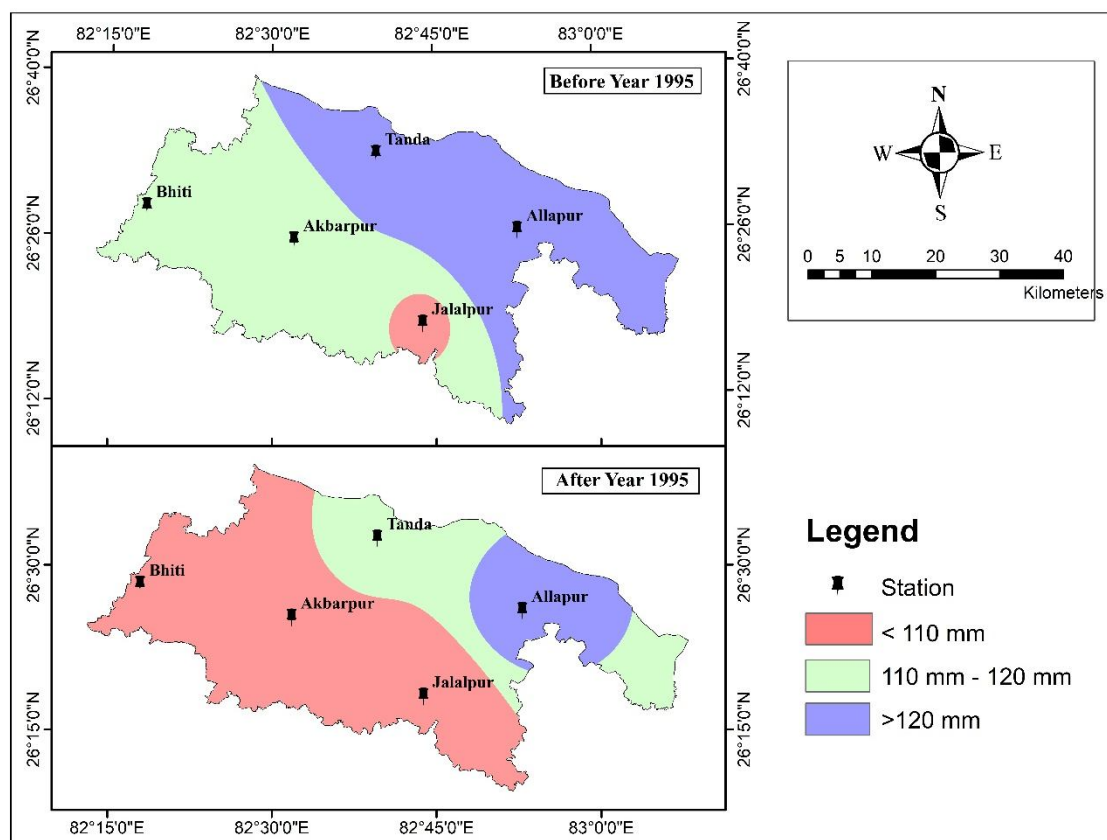 82°15'0"E 82°30'0"E 82°45'0"E 83°0'0"E
26°40'0"N
26°40'0"N
Before Year 1995
Tanda
Bhiti
Allapur
Akbarpur
26°26'0"N
26°26'0"N
Jalalpur
26°12'0"N
26°12'0"N
N
W E
S
0 5 10 20 30 40
Kilometers
After Year 1995
Tanda
26°30'0"N
26°30'0"N
Bhiti
Allapur
Akbarpur
Jalalpur
26°15'0"N
26°15'0"N
82°15'0"E 82°30'0"E 82°45'0"E 83°0'0"E
Legend
Station
< 110 mm
110 mm - 120 mm
>120 mm